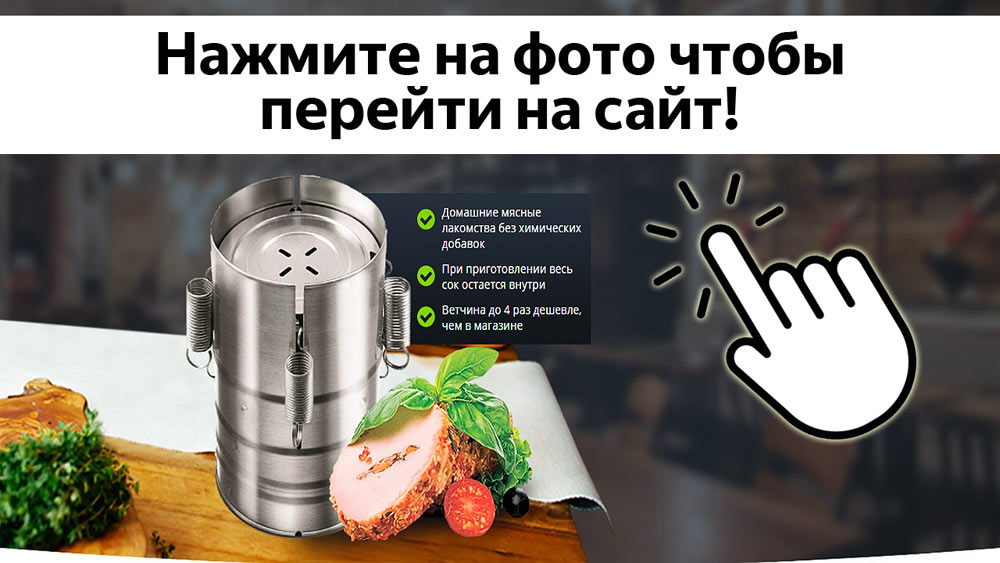 Нажмите на фото чтобы
перейти на сайт!
Домашние мясные
лакомства без химических
добавок
При приготовлении весь
сок остается внутри
Ветчина до 4 раз дешевле,
чем в магазине